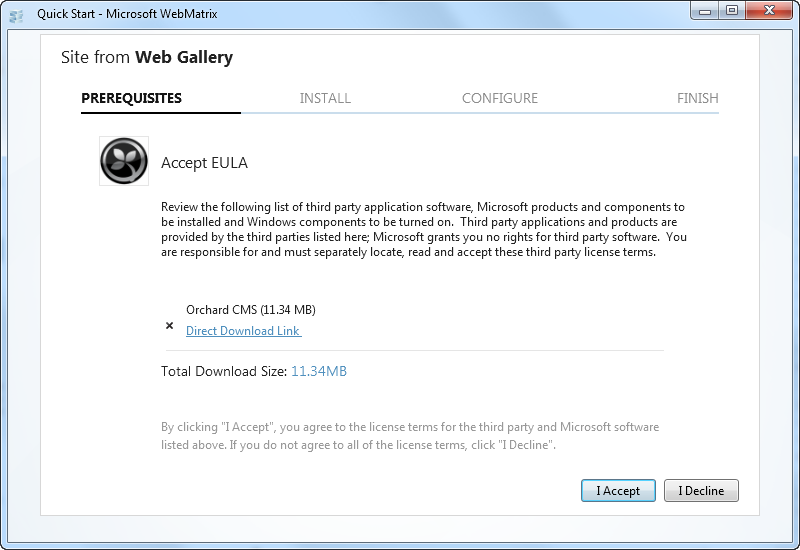 Quick Start - Microsoft WebMatrix
Site from Web Gallery
PREREQUISITES INSTALL CONFIGURE FINISH
Accept EULA
Review the following list of third party application software, Microsoft products and components to
be installed and Windows components to be turned on.  Third party applications and products are
provided by the third parties listed here; Microsoft grants you no rights for third party software.  You
are responsible for and must separately locate, read and accept these third party license terms.
Orchard CMS (11.34 MB)
Direct Download Link
Total Download Size: 11.34MB
By clicking "I Accept", you agree to the license terms for the third party and Microsoft software
listed above. If you do not agree to all of the license terms, click "I Decline".
I Accept I Decline